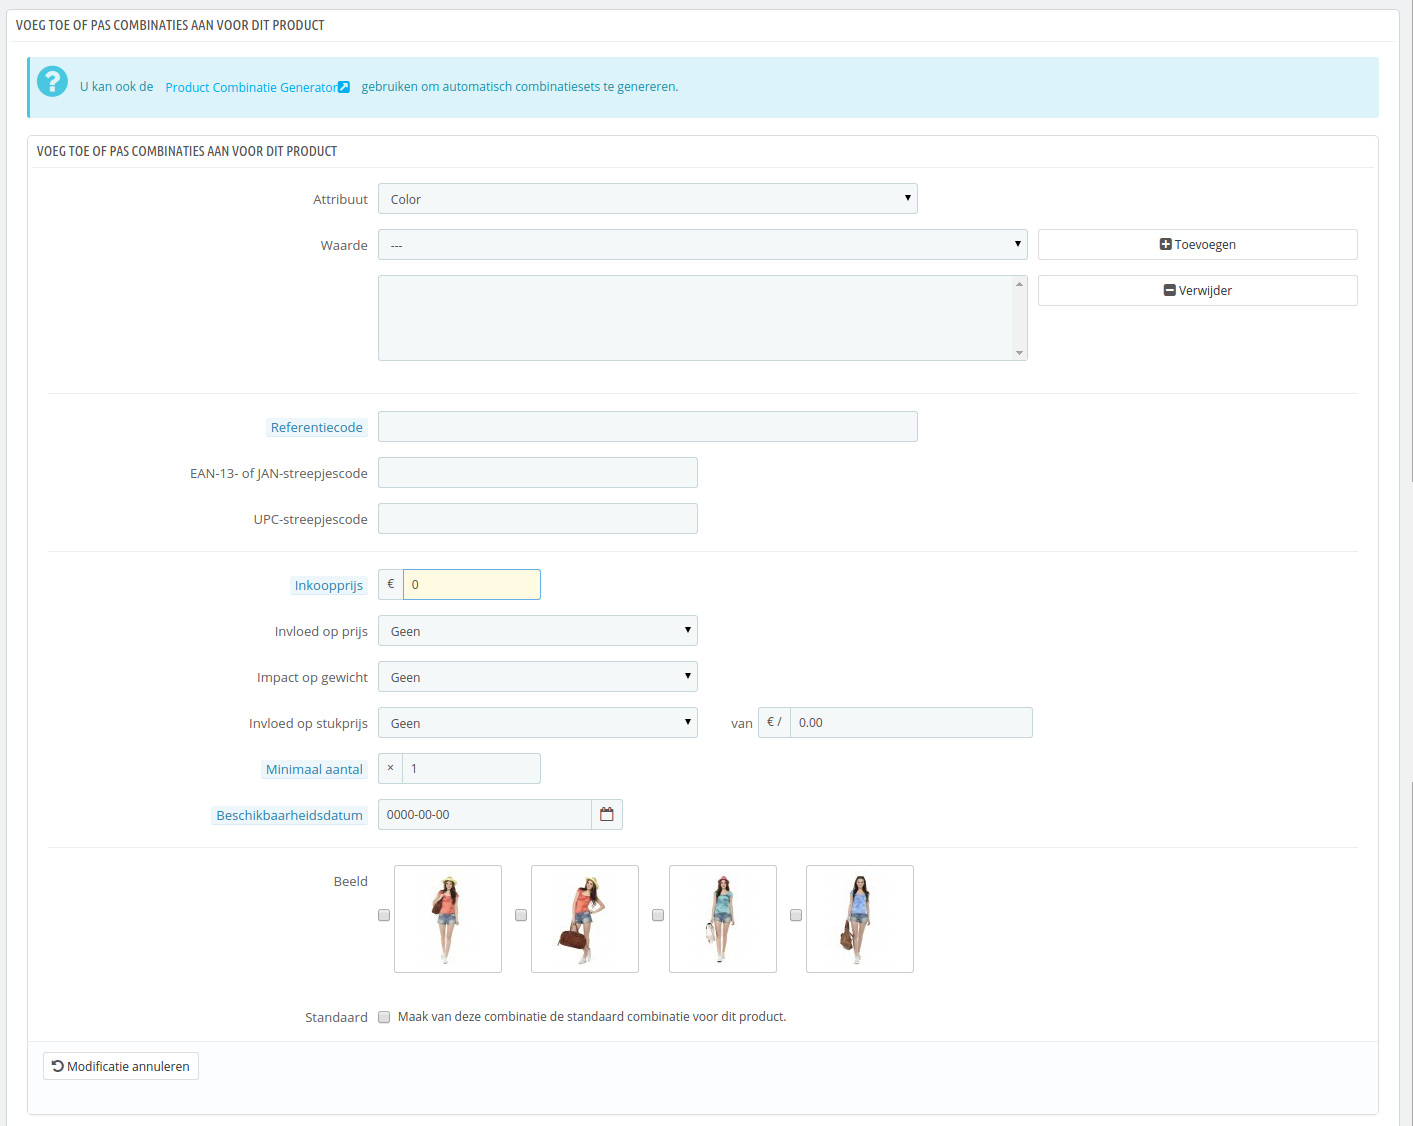 VOEG TOE OF PAS COMBINATIES AAN VOOR DIT PRODUCT
U kan ook de Product Combinatie Generator gebruiken om automatisch combinatiesets te genereren.
VOEG TOE OF PAS COMBINATIES AAN VOOR DIT PRODUCT
Attribuut Color
Waarde --- Toevoegen
Verwijder
Referentiecode
EAN-13- of JAN-streepjescode
UPC-streepjescode
Inkoopprijs € 0
Invloed op prijs Geen
Impact op gewicht Geen
Invloed op stukprijs Geen van € / 0.00
Minimaal aantal × 1
Beschikbaarheidsdatum 0000-00-00
Beeld
Standaard Maak van deze combinatie de standaard combinatie voor dit product.
Modificatie annuleren